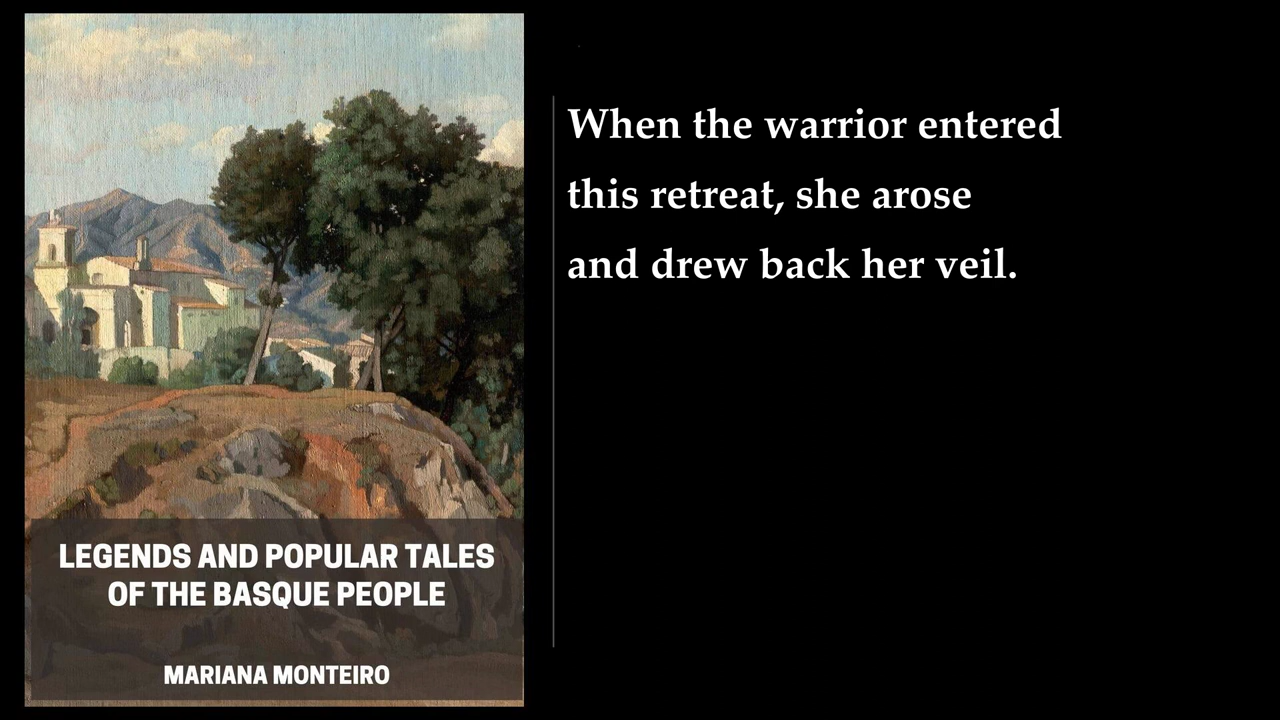 When the warrior entered
this retreat, she arose
and drew back her veil.
LEGENDS AND POPULAR TALES
OF THE BASQUE PEOPLE
MARIANA MONTEIRO